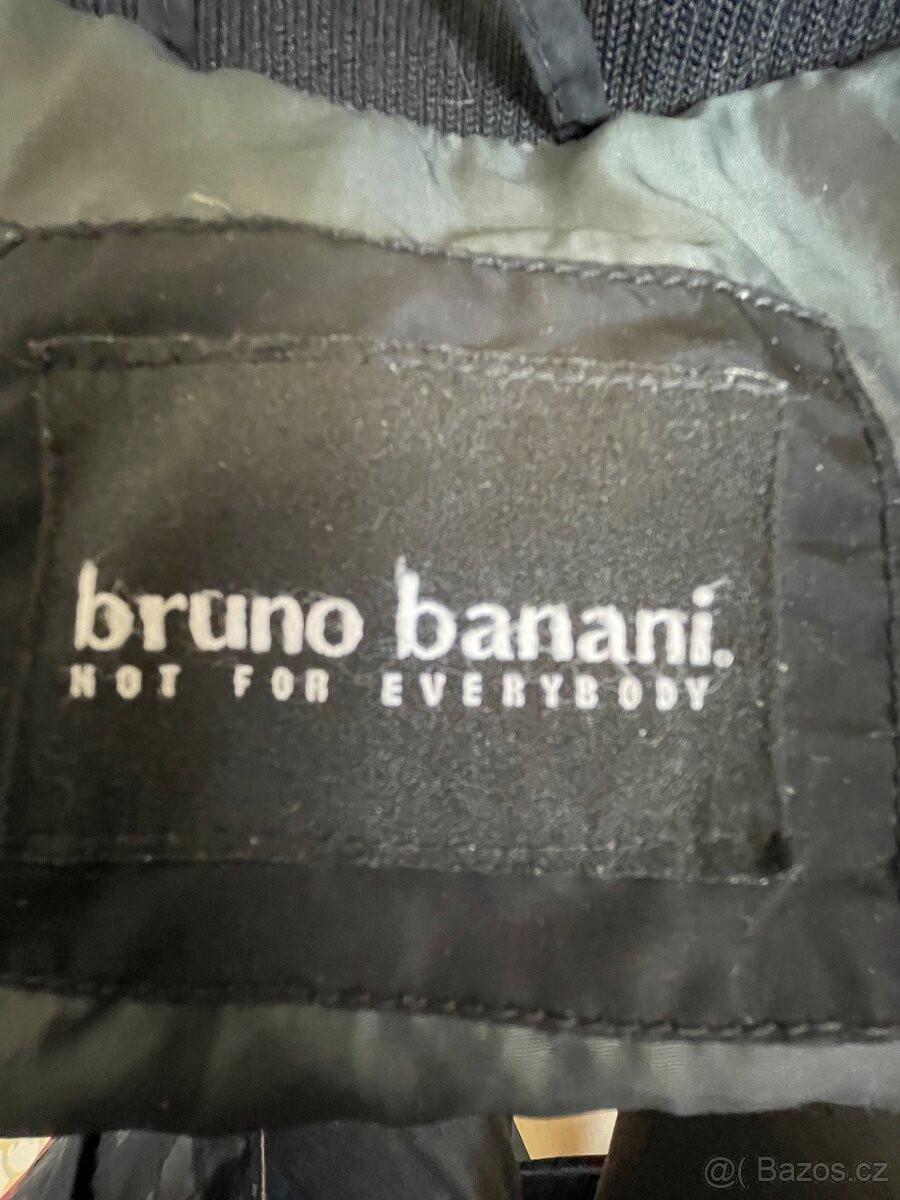 bruno banani.
NOT FOR EVERYBODY
@( Bazos.cz